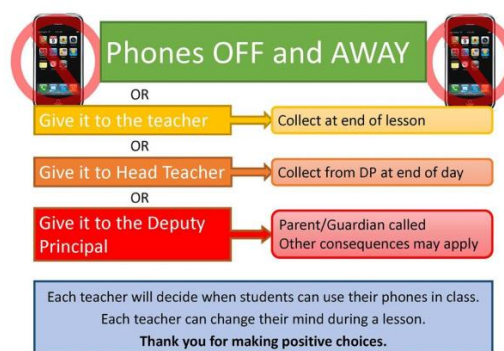 Phones OFF and AWAY
OR
Give it to the teacher
Collect at end of lesson
OR
Give it to Head Teacher
Collect from DP at end of day
OR
Give it to the Deputy
Principal
Parent/Guardian called
Other consequences may apply
Each teacher will decide when students can use their phones in class.
Each teacher can change their mind during a lesson.
Thank you for making positive choices.